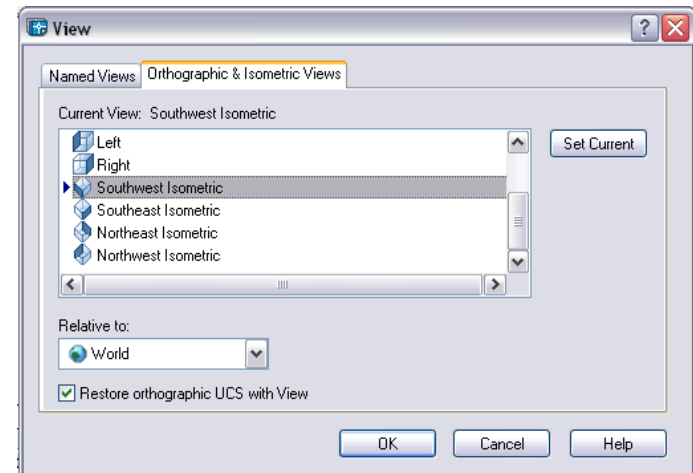 View
Named Views Orthographic & Isometric Views
Current View: Southwest Isometric
Left
Set Current
Right
Southwest Isometric
Southeast Isometric
Northeast Isometric
Northwest Isometric
Relative to:
World
Restore orthographic UCS with View
OK Cancel Help